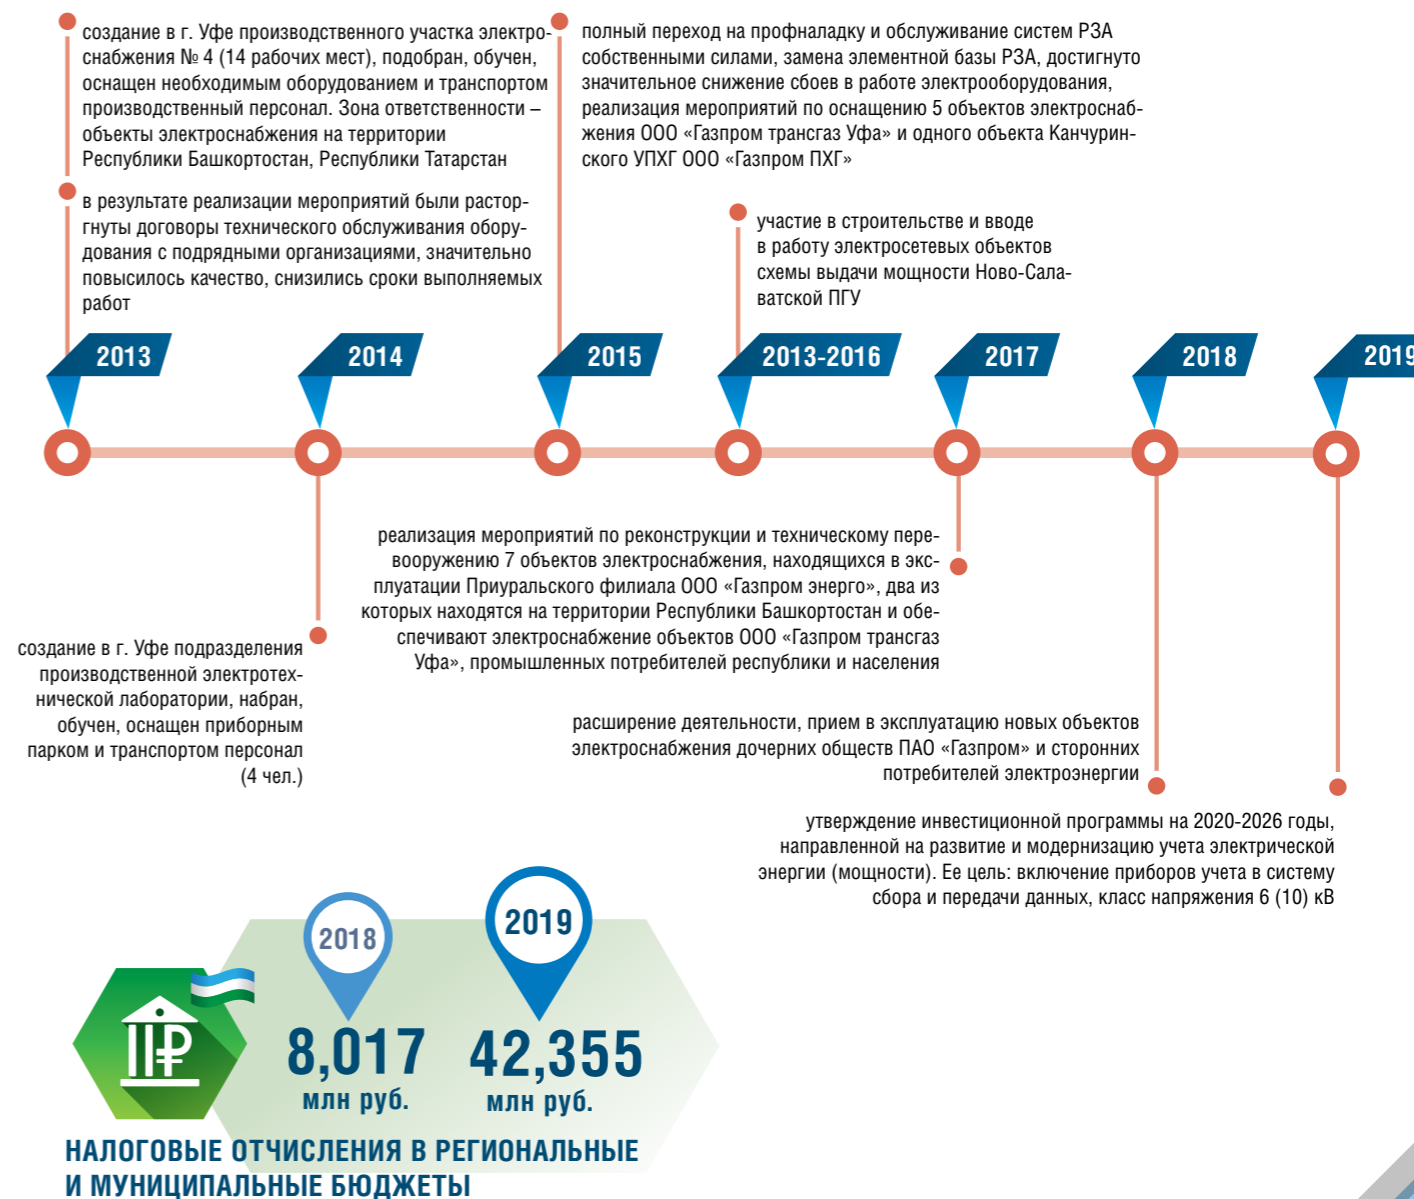 создание в г. Уфе производственного участка электро-
снабжения № 4 (14 рабочих мест), подобран, обучен,
оснащен необходимым оборудованием и транспортом
производственный персонал. Зона ответственности –
объекты электроснабжения на территории
Республики Башкортостан, Республики Татарстан
в результате реализации мероприятий были растор-
гнуты договоры технического обслуживания обору-
дования с подрядными организациями, значительно
повысилось качество, снизились сроки выполняемых
работ
полный переход на профналадку и обслуживание систем РЗА
собственными силами, замена элементной базы РЗА, достигнуто
значительное снижение сбоев в работе электрооборудования,
реализация мероприятий по оснащению 5 объектов электроснаб-
жения ООО «Газпром трансгаз Уфа» и одного объекта Канчурин-
ского УПХГ ООО «Газпром ПХГ»
участие в строительстве и вводе
в работу электросетевых объектов
схемы выдачи мощности Ново-Сала-
ватской ПГУ
2013
2014
2015
2013-2016
2017
2018
2019
реализация мероприятий по реконструкции и техническому пере-
вооружению 7 объектов электроснабжения, находящихся в экс-
плуатации Приуральского филиала ООО «Газпром энерго», два из
которых находятся на территории Республики Башкортостан и обе-
спечивают электроснабжение объектов ООО «Газпром трансгаз
Уфа», промышленных потребителей республики и населения
создание в г. Уфе подразделения
производственной электротех-
нической лаборатории, набран,
обучен, оснащен приборным
парком и транспортом персонал
(4 чел.)
расширение деятельности, прием в эксплуатацию новых объектов
электроснабжения дочерних обществ ПАО «Газпром» и сторонних
потребителей электроэнергии
утверждение инвестиционной программы на 2020-2026 годы,
направленной на развитие и модернизацию учета электрической
энергии (мощности). Ее цель: включение приборов учета в систему
сбора и передачи данных, класс напряжения 6 (10) кВ
2018
2019
8,017
42,355
млн руб.
млн руб.
НАЛОГОВЫЕ ОТЧИСЛЕНИЯ В РЕГИОНАЛЬНЫЕ
И МУНИЦИПАЛЬНЫЕ БЮДЖЕТЫ